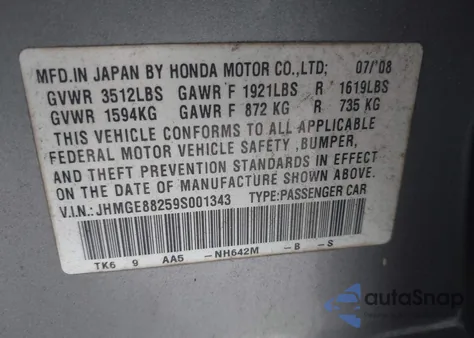 MFD.IN JAPAN BY HONDA MOTOR CO.,LTD; 07/'08
GVWR 3512LBS GAWR F 1921LBS R 1619LBS
GVWR 1594KG GAWR F 872 KG R 735 KG
THIS VEHICLE CONFORMS TO ALL APPLICABLE
FEDERAL MOTOR VEHICLE SAFETY ,BUMPER,
AND THEFT PREVENTION STANDARDS IN EFFECT
ON THE DATE OF MANUFACTURE SHOWN ABOVE.
V.I.N.: JHMGE88259S001343 TYPE:PASSENGER CAR
TK6 9 AA5 -NH642M -B -S
autoSnap